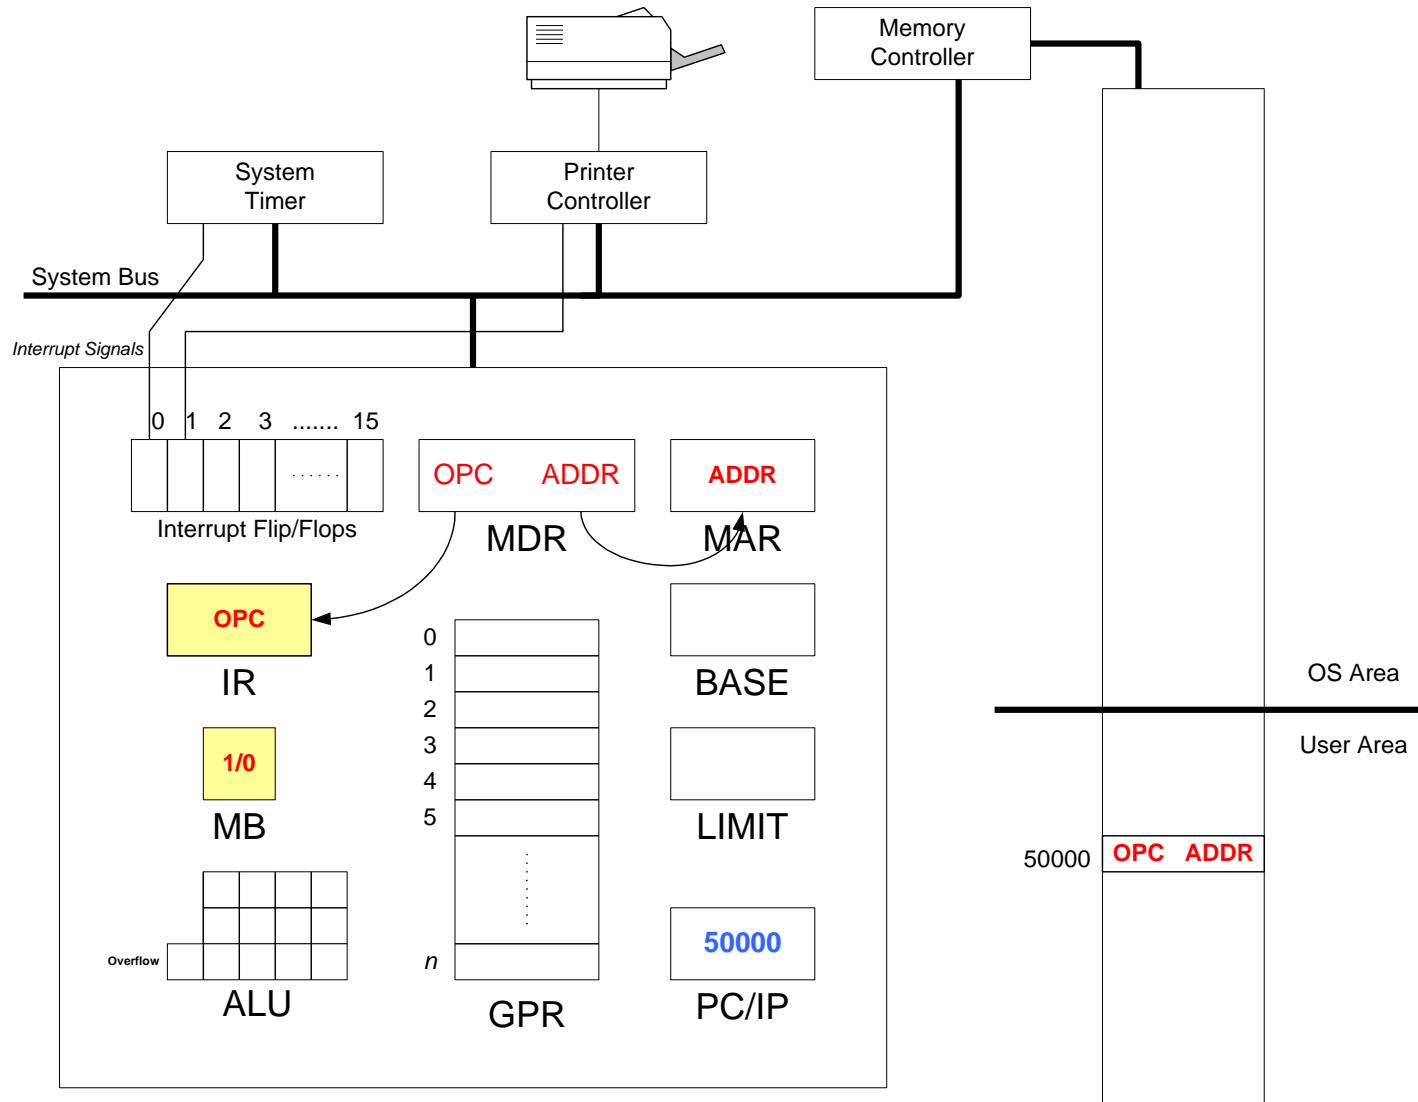 Memory
Controller
System
Timer
Printer
Controller
System Bus
Interrupt Signals
0 1 2 3 ....... 15
......
Interrupt Flip/Flops
OPC ADDR
MDR
ADDR
MAR
OPC
IR
BASE
1/0
MB
LIMIT
0
1
2
3
4
5
........
n
GPR
Overflow
ALU
50000
PC/IP
OS Area
User Area
50000 OPC ADDR